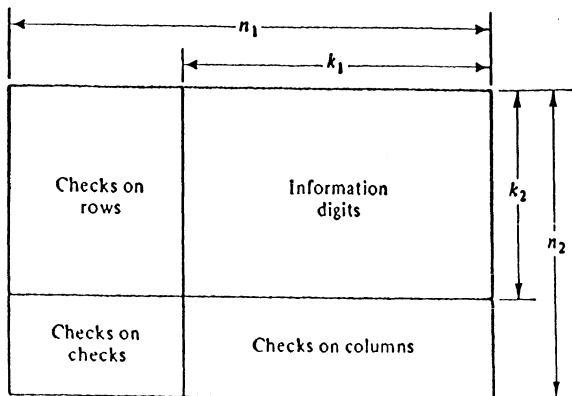 n₁
k₁
Checks on
rows
Information
digits
k₂
n₂
Checks on
checks
Checks on columns